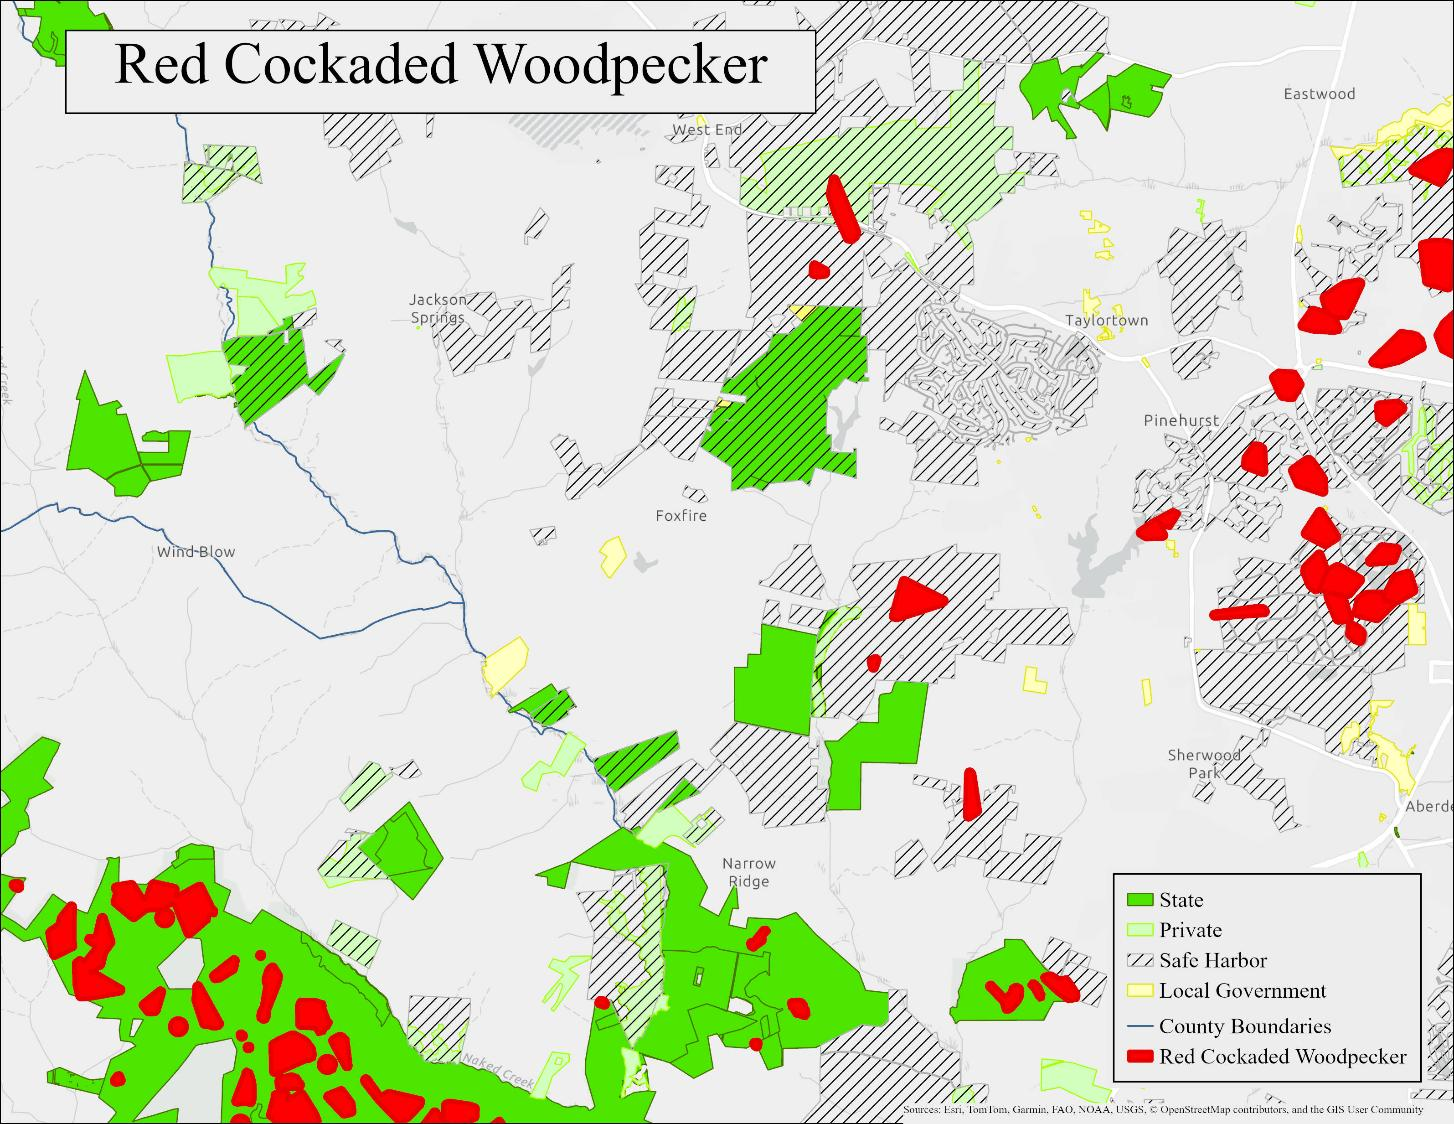 Red Cockaded Woodpecker
Eastwood
West End
Jackson
Springs
Taylortown
Pinehurst
Foxfire
Wind Blow
Sherwood
Park
Aberde
Narrow
Ridge
Naked Creek
State
Private
Safe Harbor
Local Government
County Boundaries
Red Cockaded Woodpecker
Sources: Esri, TomTom, Garmin, FAO, NOAA, USGS, © OpenStreetMap contributors, and the GIS User Community